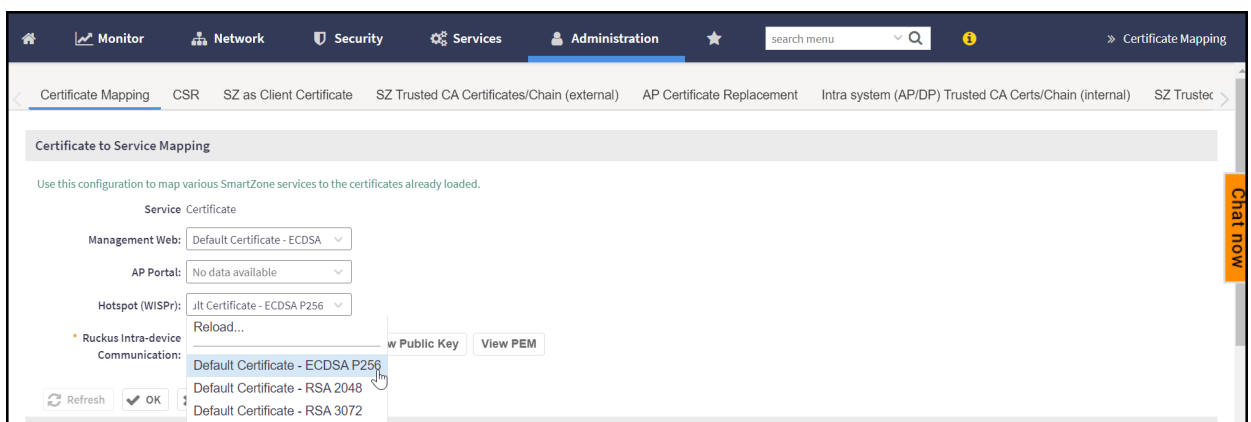 Monitor Network Security Services Administration search menu » Certificate Mapping
Certificate Mapping CSR SZ as Client Certificate SZ Trusted CA Certificates/Chain (external) AP Certificate Replacement Intra system (AP/DP) Trusted CA Certs/Chain (internal) SZ Trusted
Certificate to Service Mapping
Use this configuration to map various SmartZone services to the certificates already loaded.
Service Certificate
Management Web: Default Certificate - ECDSA
AP Portal: No data available
Hotspot (WISPr): ult Certificate - ECDSA P256
Reload...
* Ruckus Intra-device
Communication:
w Public Key View PEM
Default Certificate - ECDSA P256
Default Certificate - RSA 2048
Default Certificate - RSA 3072
Refresh OK
Chat now